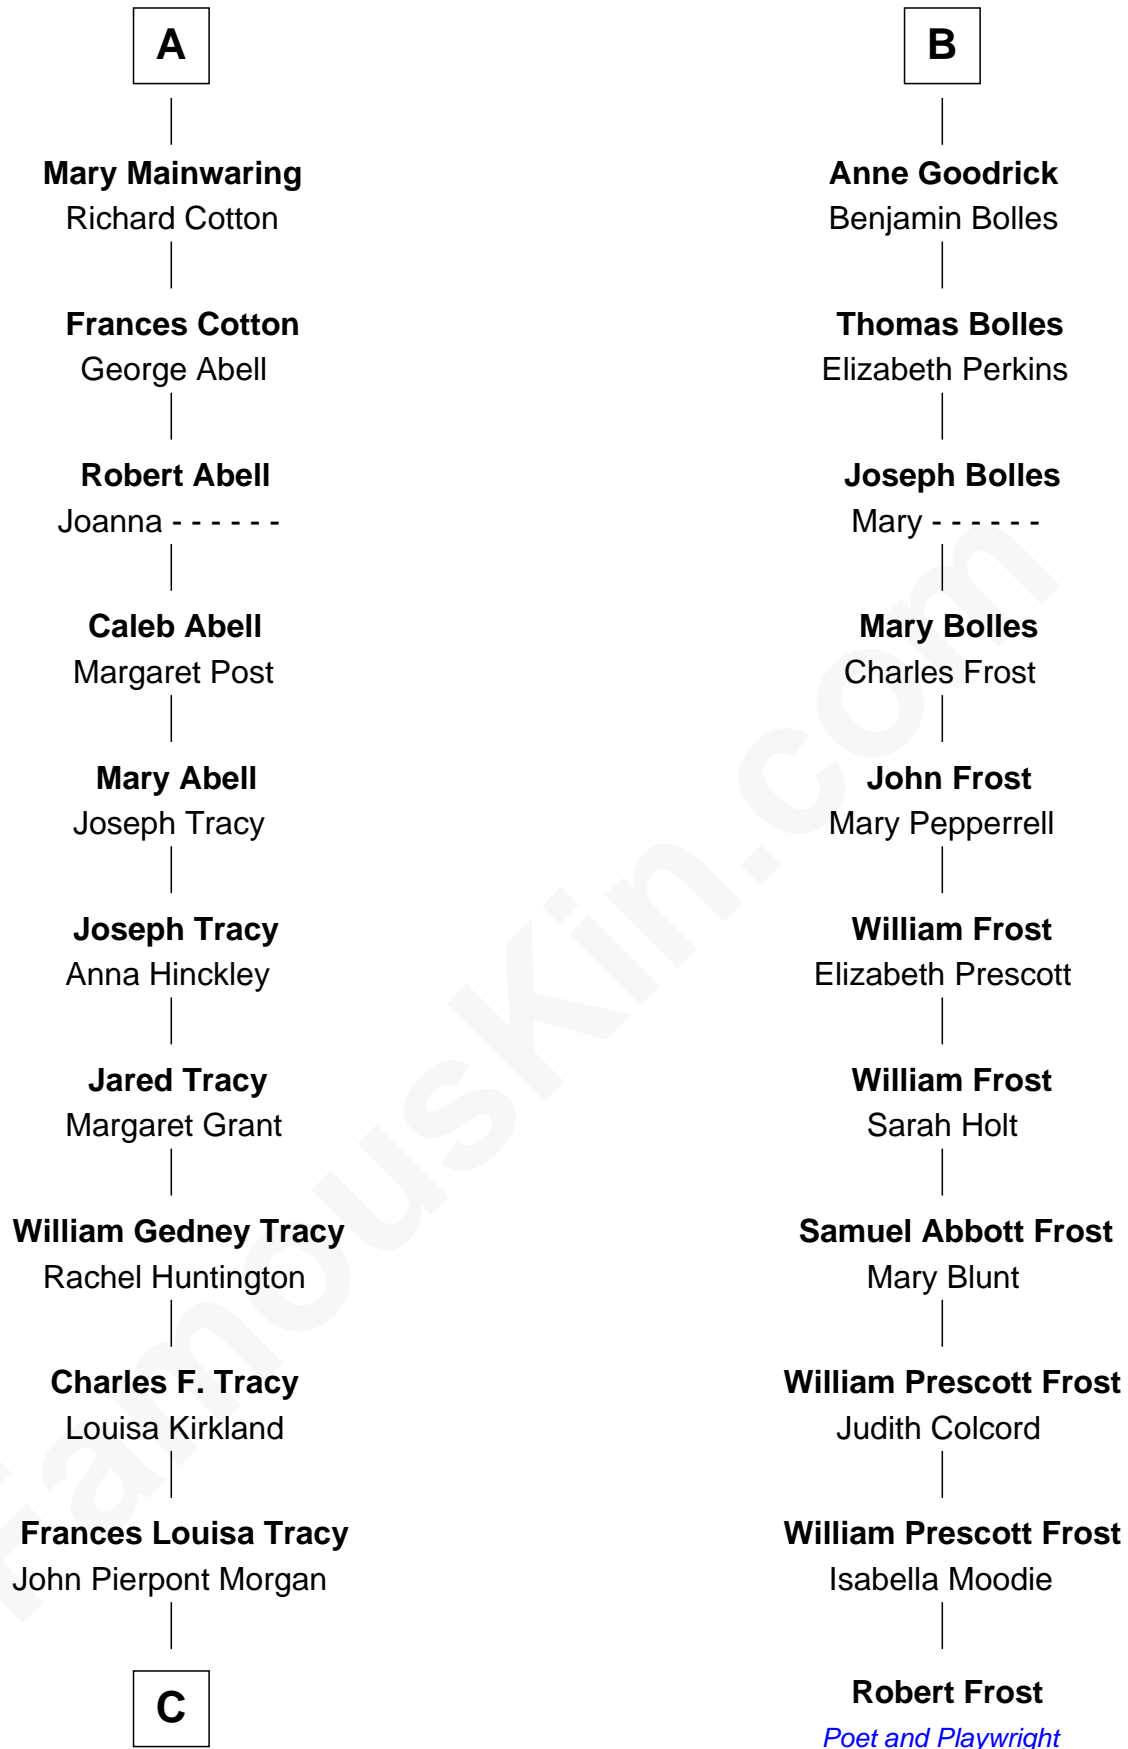 A
Mary Mainwaring
Richard Cotton
Frances Cotton
George Abell
Robert Abell
Joanna - - - - - -
Caleb Abell
Margaret Post
Mary Abell
Joseph Tracy
Joseph Tracy
Anna Hinckley
Jared Tracy
Margaret Grant
William Gedney Tracy
Rachel Huntington
Charles F. Tracy
Louisa Kirkland
Frances Louisa Tracy
John Pierpont Morgan
C
B
Anne Goodrick
Benjamin Bolles
Thomas Bolles
Elizabeth Perkins
Joseph Bolles
Mary - - - - - -
Mary Bolles
Charles Frost
John Frost
Mary Pepperrell
William Frost
Elizabeth Prescott
William Frost
Sarah Holt
Samuel Abbott Frost
Mary Blunt
William Prescott Frost
Judith Colcord
William Prescott Frost
Isabella Moodie
Robert Frost
Poet and Playwright
FamousKin.com